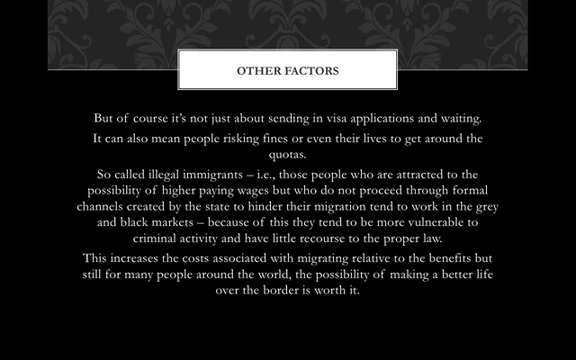 OTHER FACTORS
But of course it's not just about sending in visa applications and waiting.
It can also mean people risking fines or even their lives to get around the
quotas.
So called illegal immigrants – i.e., those people who are attracted to the
possibility of higher paying wages but who do not proceed through formal
channels created by the state to hinder their migration tend to work in the grey
and black markets – because of this they tend to be more vulnerable to
criminal activity and have little recourse to the proper law.
This increases the costs associated with migrating relative to the benefits but
still for many people around the world, the possibility of making a better life
over the border is worth it.